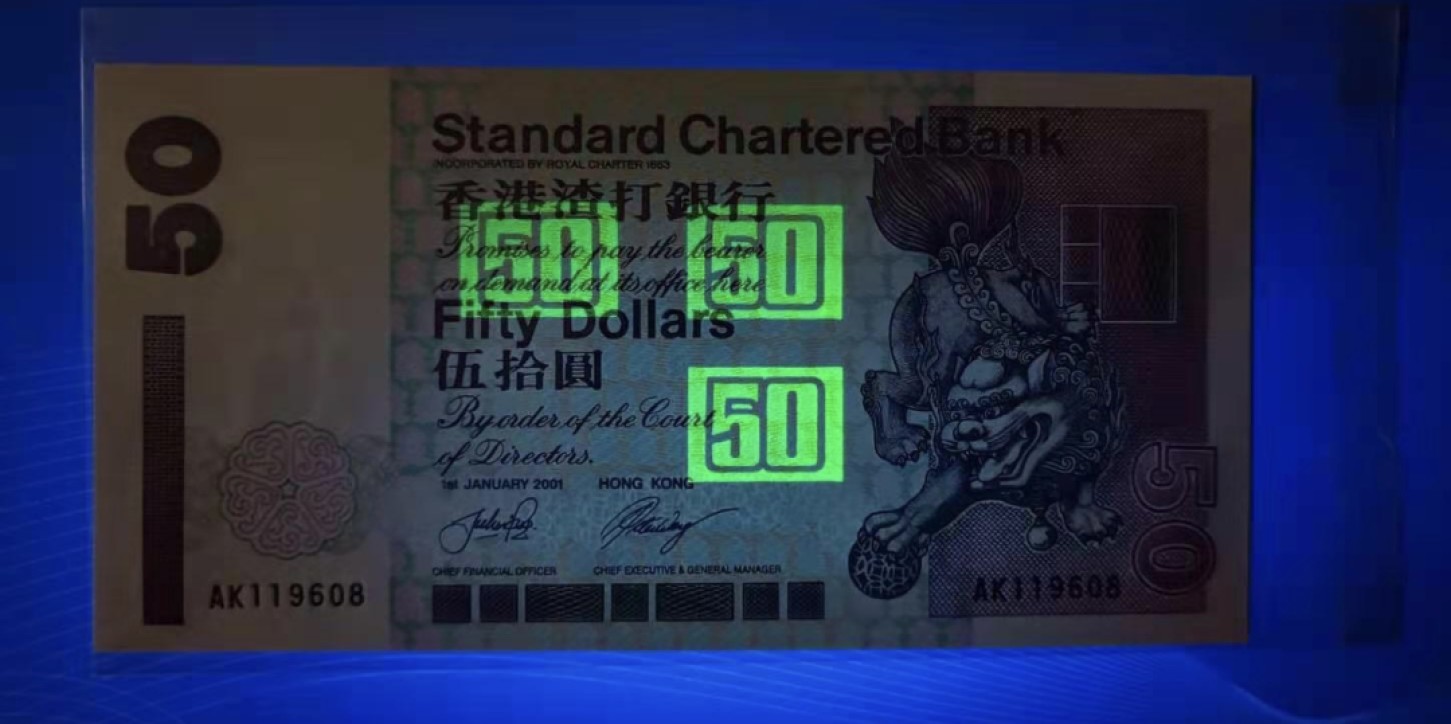 50
Standard Chartered Bank
INCORPORATED BY ROYAL CHARTER 1853
香港渣打銀行
Promises to pay the bearer
on demand at its office here
50 50
Fifty Dollars
伍拾圓
50
By order of the Court
of Directors.
1st JANUARY 2001 HONG KONG
CHIEF FINANCIAL OFFICER CHIEF EXECUTIVE & GENERAL MANAGER
50
AK119608 AK119608